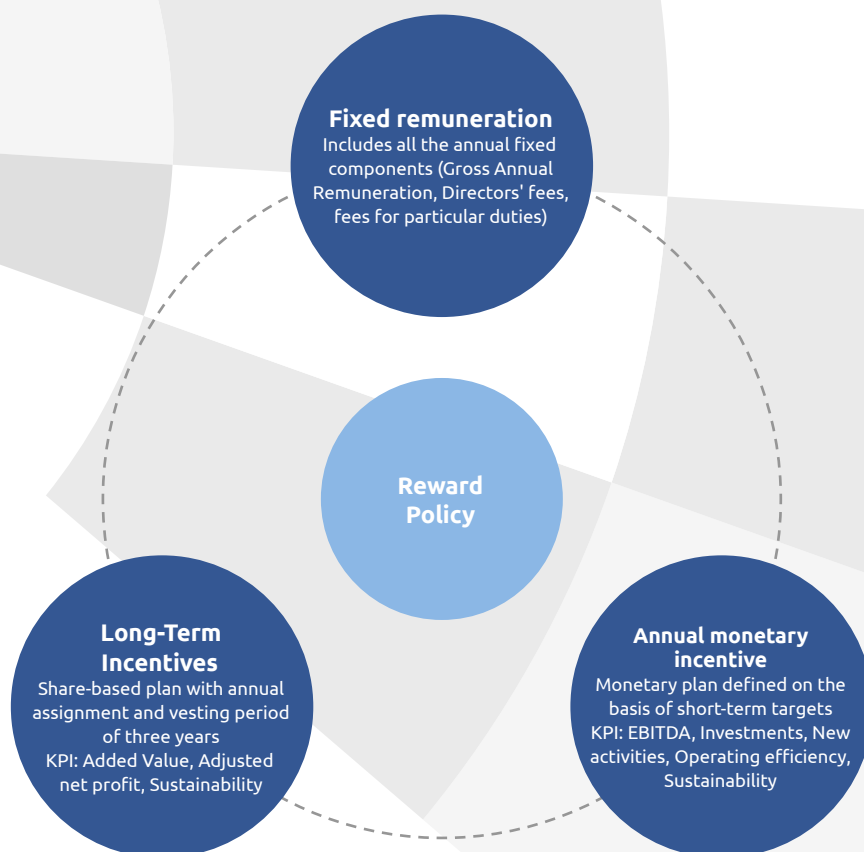 Fixed remuneration
Includes all the annual fixed
components (Gross Annual
Remuneration, Directors' fees,
fees for particular duties)
Reward
Policy
Long-Term
Incentives
Share-based plan with annual
assignment and vesting period
of three years
KPI: Added Value, Adjusted
net profit, Sustainability
Annual monetary
incentive
Monetary plan defined on the
basis of short-term targets
KPI: EBITDA, Investments, New
activities, Operating efficiency,
Sustainability